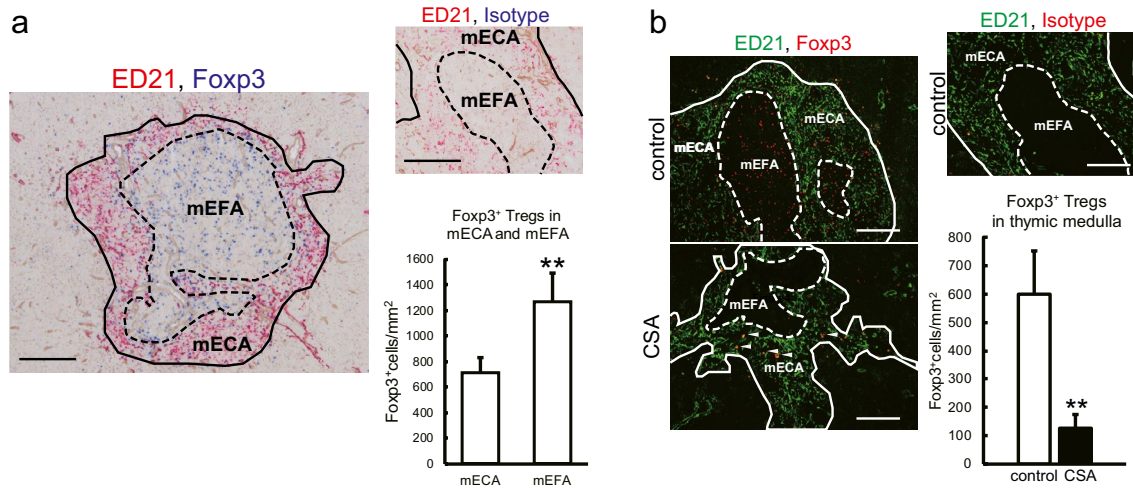 a
ED21, Foxp3
mEFA
mECA
ED21, Isotype
mECA
mEFA
Foxp3⁺ Tregs in
mECA and mEFA
Foxp3⁺cells/mm²
1600
1400
1200
1000
800
600
400
200
0
**
mECA
mEFA
b
ED21, Foxp3
control
mECA
mECA
mEFA
CSA
mEFA
mECA
ED21, Isotype
control
mECA
mEFA
Foxp3⁺ Tregs
in thymic medulla
Foxp3⁺cells/mm²
800
700
600
500
400
300
200
100
0
**
control CSA